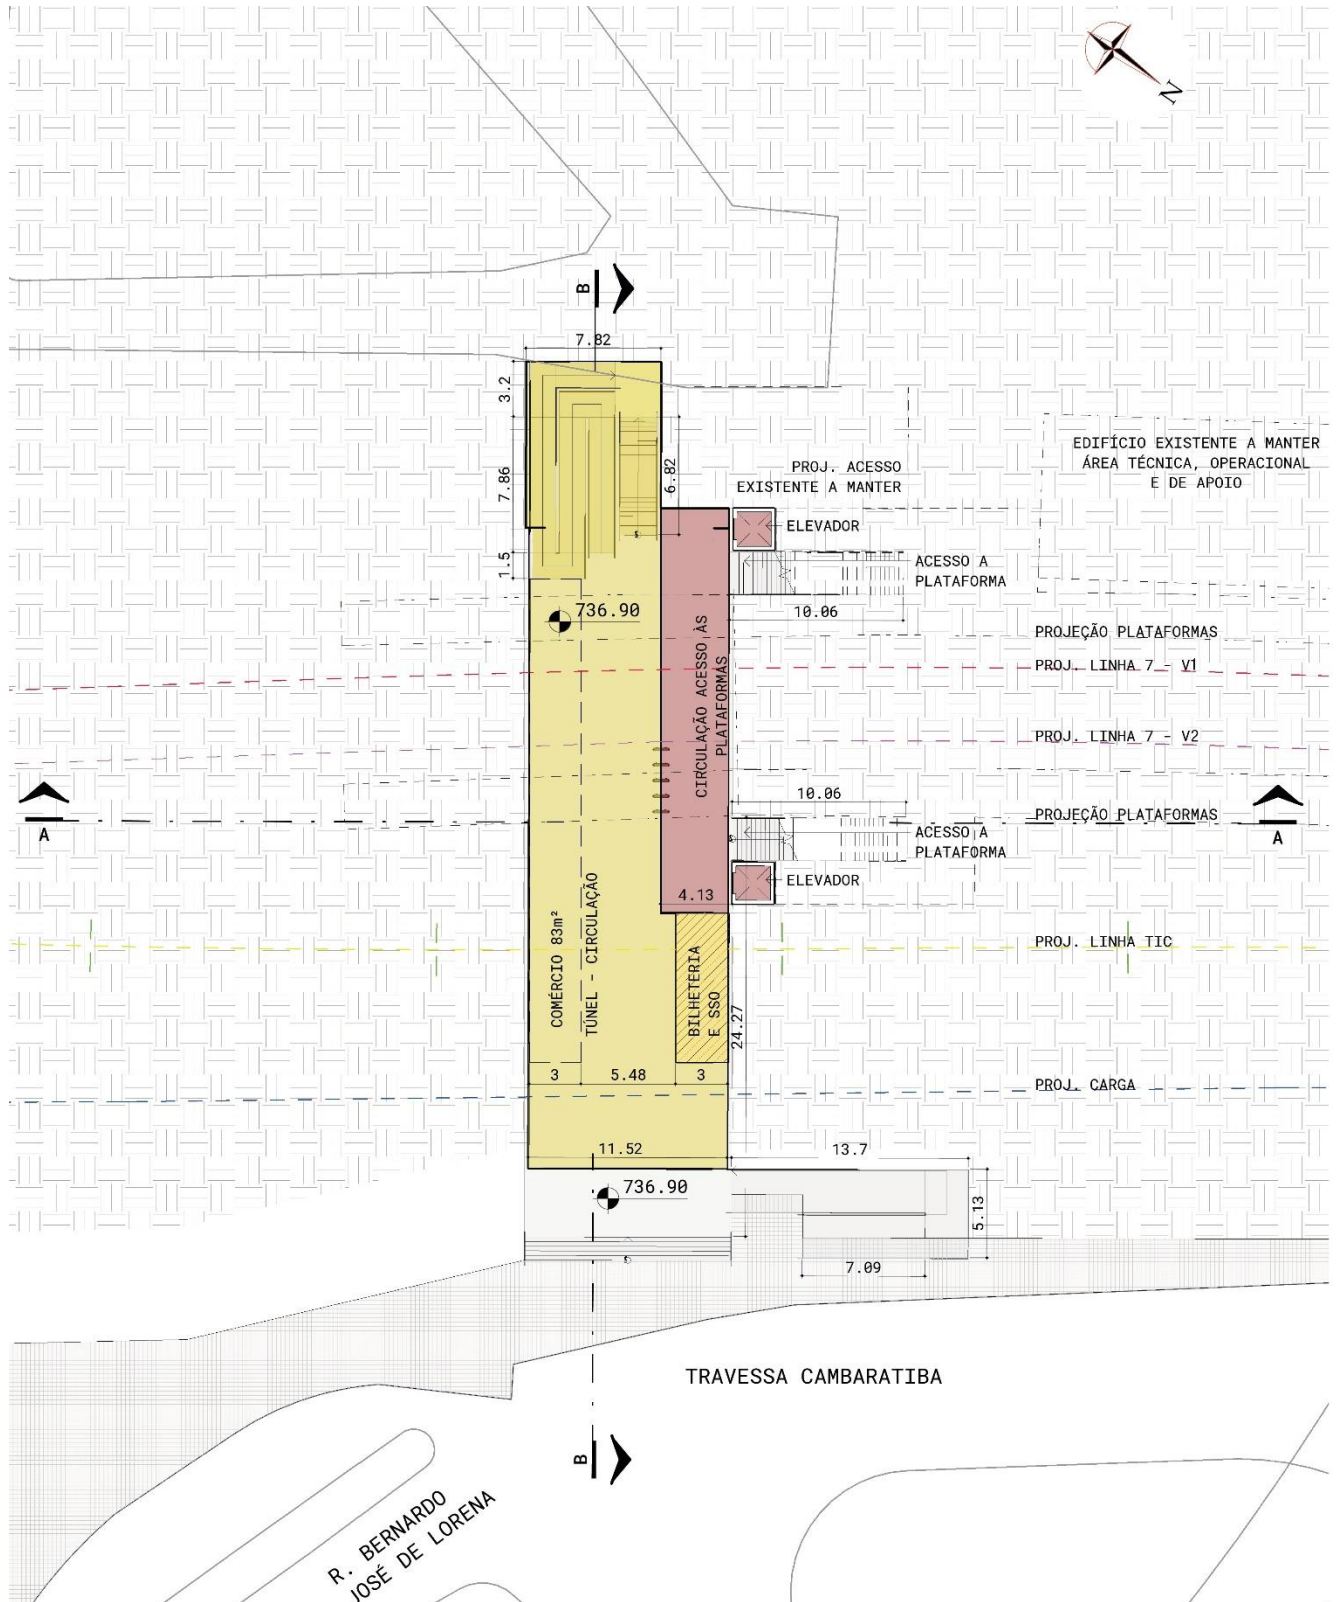 N
B
7.82
3.2
7.86
6.82
1.5
EDIFÍCIO EXISTENTE A MANTER
ÁREA TÉCNICA, OPERACIONAL
E DE APOIO
PROJ. ACESSO
EXISTENTE A MANTER
ELEVADOR
ACESSO A
PLATAFORMA
S
736.90
10.06
CIRCULAÇÃO ACESSO ÀS
PLATAFORMAS
PROJEÇÃO PLATAFORMAS
PROJ. LINHA 7 - V1
PROJ. LINHA 7 - V2
10.06
PROJEÇÃO PLATAFORMAS
A
A
S
ACESSO A
PLATAFORMA
ELEVADOR
4.13
COMÉRCIO 83m²
TÚNEL - CIRCULAÇÃO
BILHETERIA
E SSO
24.27
PROJ. LINHA TIC
3
5.48
3
PROJ. CARGA
11.52
13.7
736.90
5.13
S
7.09
TRAVESSA CAMBARATIBA
B
R. BERNARDO
JOSÉ DE LORENA